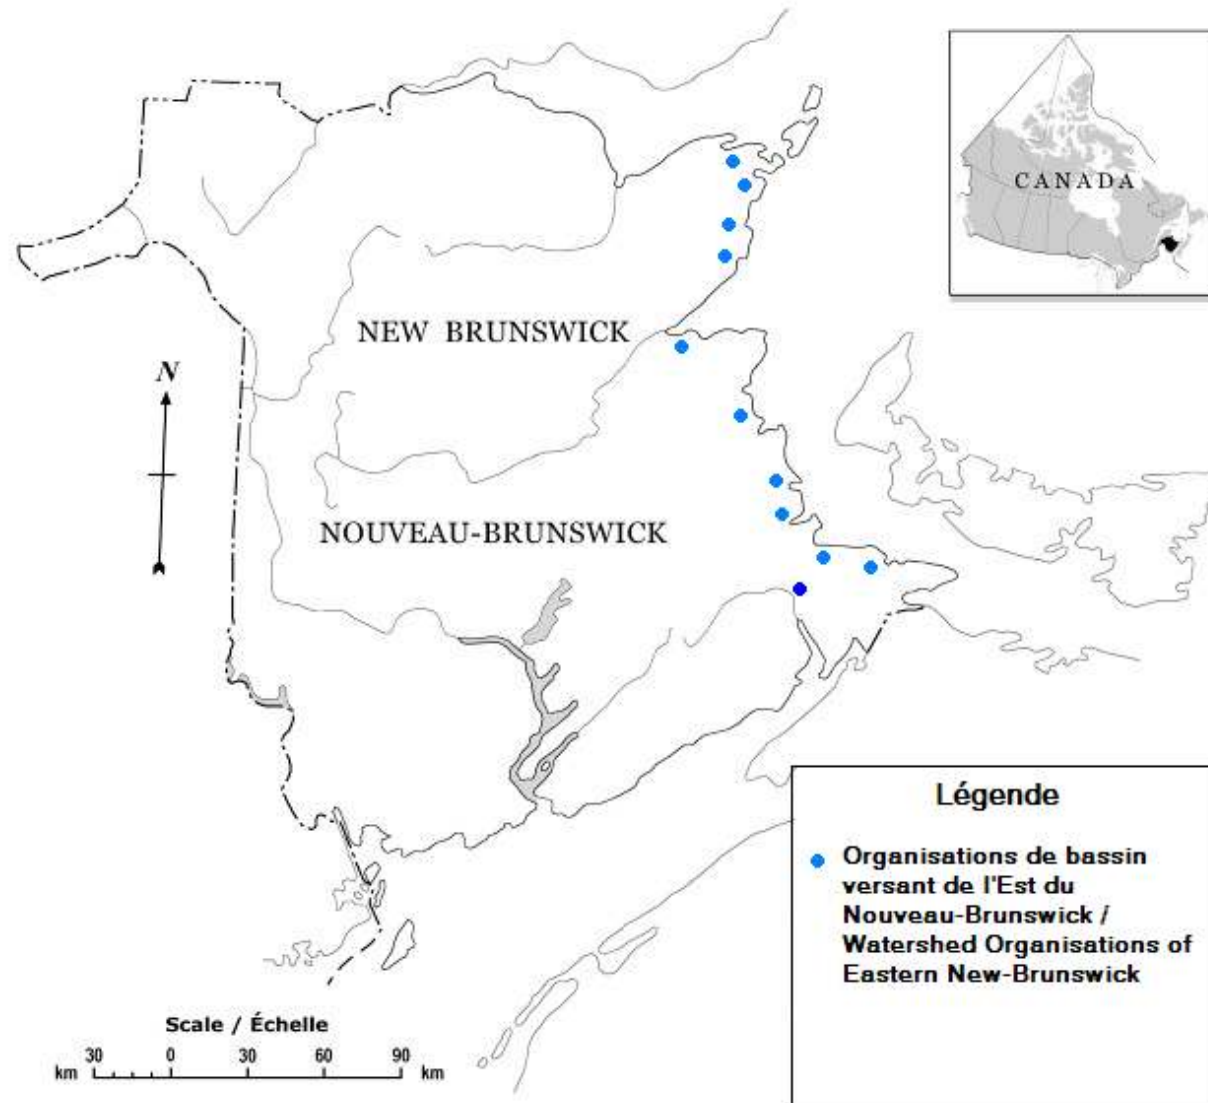 CANADA
NEW BRUNSWICK
N
NOUVEAU-BRUNSWICK
Légende
Organisations de bassin
versant de l'Est du
Nouveau-Brunswick /
Watershed Organisations of
Eastern New-Brunswick
Scale / Échelle
30 0 30 60 90
km km